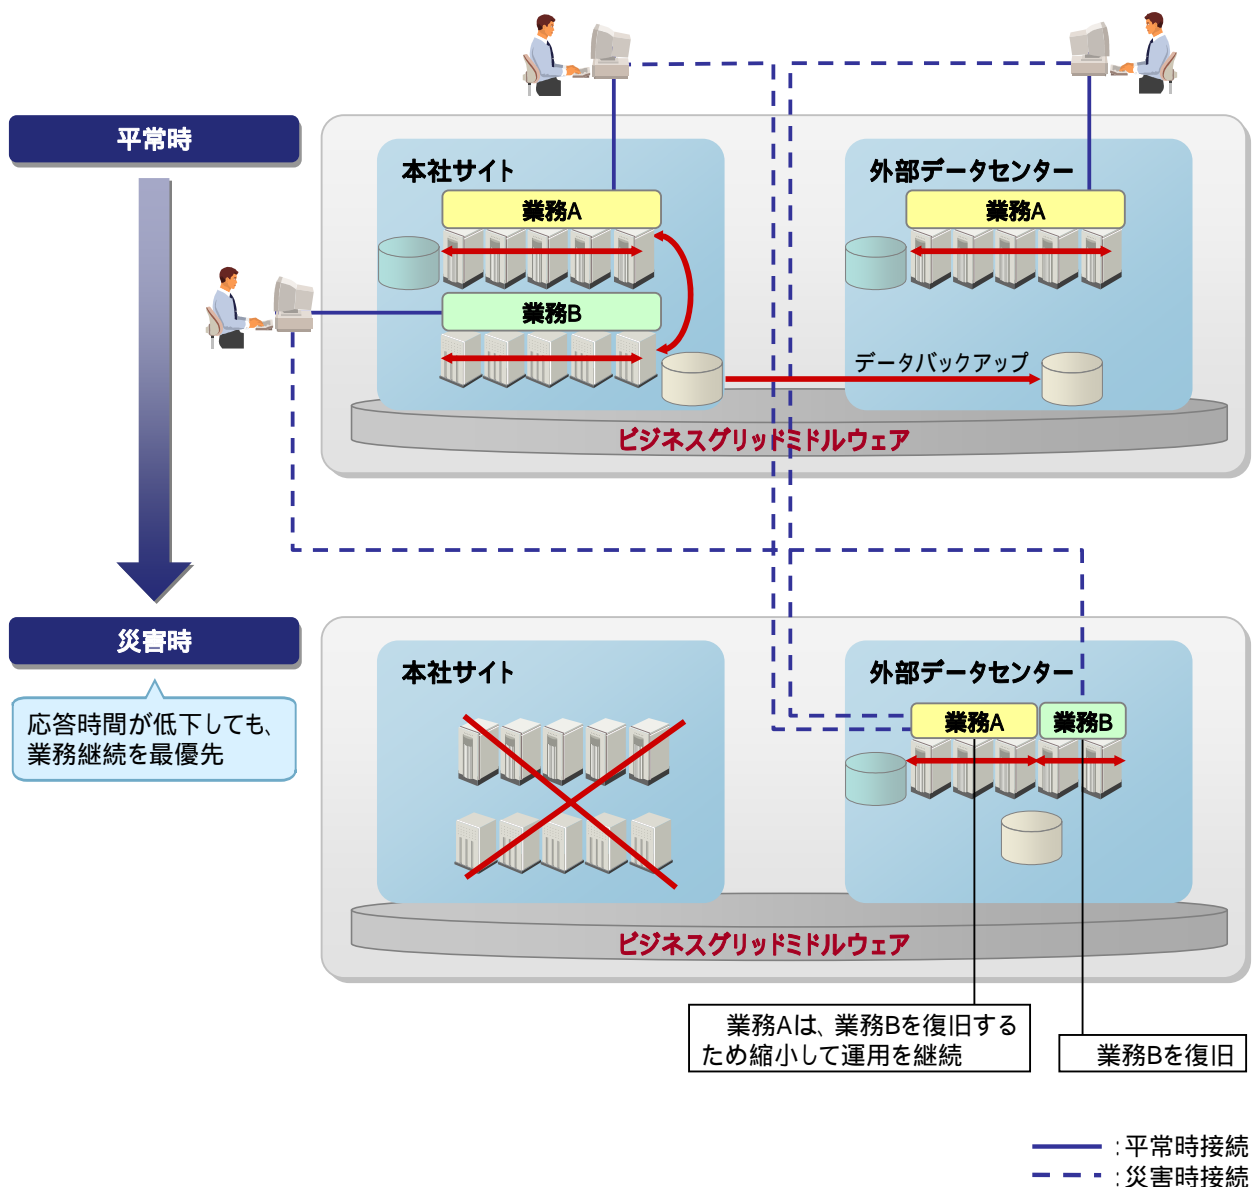 平常時
本社サイト
外部データセンター
業務A
業務A
業務B
データバックアップ
ビジネスグリッドミドルウェア
災害時
応答時間が低下しても、
業務継続を最優先
本社サイト
外部データセンター
業務A
業務B
ビジネスグリッドミドルウェア
業務Aは、業務Bを復旧する
ため縮小して運用を継続
業務Bを復旧
:平常時接続
:災害時接続